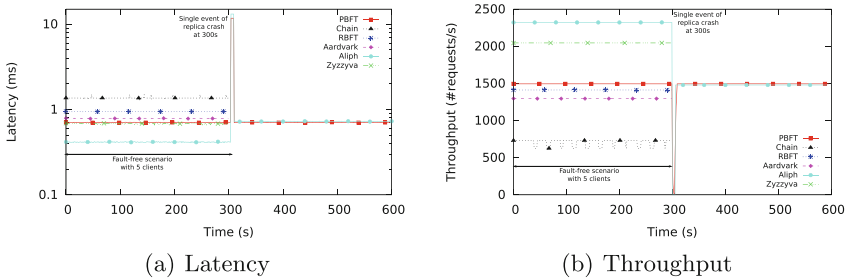 Latency (ms)
10
1
0.1
Single event of
replica crash
at 300s
PBFT
Chain
RBFT
Aardvark
Aliph
Zyzzyva
Fault-free scenario
with 5 clients
0 100 200 300 400 500 600
Time (s)
(a) Latency
Throughput (#requests/s)
2500
2000
1500
1000
500
0
Single event of
replica crash
at 300s
PBFT
Chain
RBFT
Aardvark
Aliph
Zyzzyva
Fault-free scenario
with 5 clients
0 100 200 300 400 500 600
Time (s)
(b) Throughput